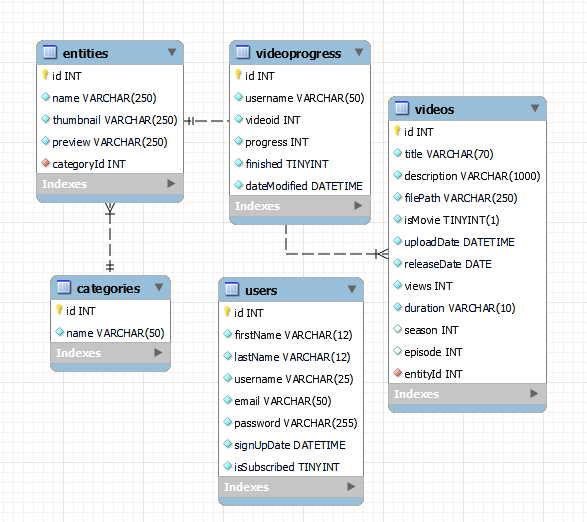 entities
id INT
name VARCHAR(250)
thumbnail VARCHAR(250)
preview VARCHAR(250)
categoryId INT
Indexes
videoprogress
id INT
username VARCHAR(50)
videoid INT
progress INT
finished TINYINT
dateModified DATETIME
Indexes
videos
id INT
title VARCHAR(70)
description VARCHAR(1000)
filePath VARCHAR(250)
isMovie TINYINT(1)
uploadDate DATETIME
releaseDate DATE
views INT
duration VARCHAR(10)
season INT
episode INT
entityId INT
Indexes
categories
id INT
name VARCHAR(50)
Indexes
users
id INT
firstName VARCHAR(12)
lastName VARCHAR(12)
username VARCHAR(25)
email VARCHAR(50)
password VARCHAR(255)
signUpDate DATETIME
isSubscribed TINYINT
Indexes